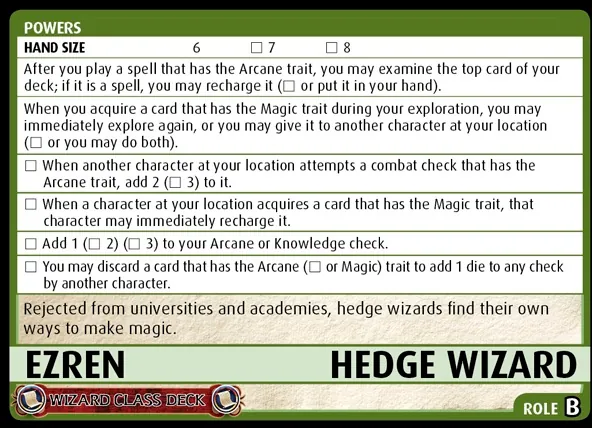 POWERS
HAND SIZE 6 □ 7 □ 8
After you play a spell that has the Arcane trait, you may examine the top card of your
deck; if it is a spell, you may recharge it (□ or put it in your hand).
When you acquire a card that has the Magic trait during your exploration, you may
immediately explore again, or you may give it to another character at your location
(□ or you may do both).
□ When another character at your location attempts a combat check that has the
Arcane trait, add 2 (□ 3) to it.
□ When a character at your location acquires a card that has the Magic trait, that
character may immediately recharge it.
□ Add 1 (□ 2) (□ 3) to your Arcane or Knowledge check.
□ You may discard a card that has the Arcane (□ or Magic) trait to add 1 die to any check
by another character.
Rejected from universities and academies, hedge wizards find their own
ways to make magic.
EZREN HEDGE WIZARD
WIZARD CLASS DECK
ROLE B